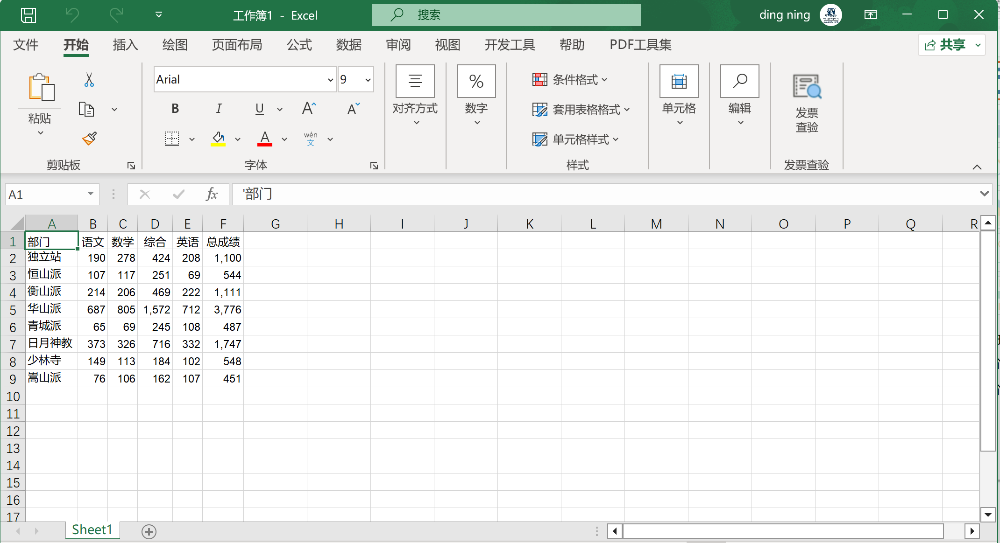 工作簿1 - Excel
搜索
ding ning
文件 开始 插入 绘图 页面布局 公式 数据 审阅 视图 开发工具 帮助 PDF工具集
共享
粘贴
剪贴板
Arial 9
B I U A A
A wén 文
字体
对齐方式
%
数字
条件格式
套用表格格式
单元格样式
样式
单元格
编辑
发票
查验
发票查验
A1 fx '部门
A B C D E F G H I J K L M N O P Q R
1 部门 语文 数学 综合 英语 总成绩
2 独立站 190 278 424 208 1,100
3 恒山派 107 117 251 69 544
4 衡山派 214 206 469 222 1,111
5 华山派 687 805 1,572 712 3,776
6 青城派 65 69 245 108 487
7 日月神教 373 326 716 332 1,747
8 少林寺 149 113 184 102 548
9 嵩山派 76 106 162 107 451
10
11
12
13
14
15
16
17
Sheet1